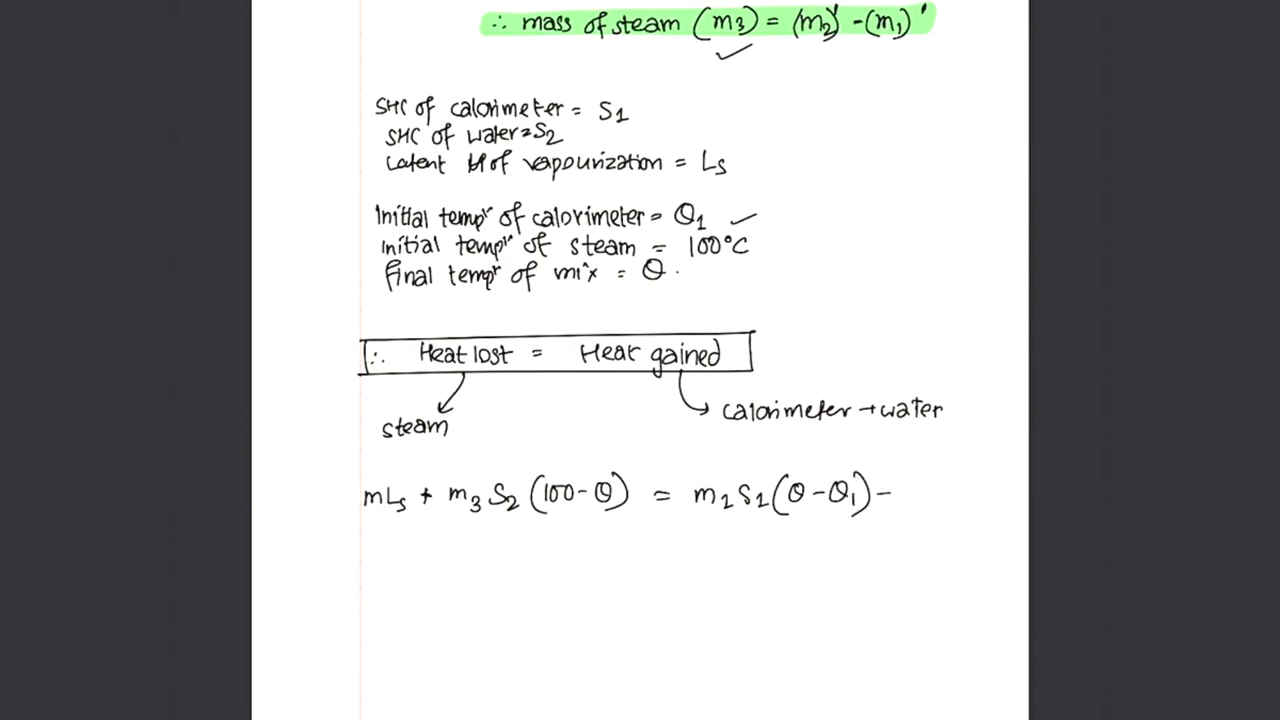 ∴ mass of steam (m3) = (m2)' - (m1)'
SHC of calorimeter = S1
SHC of water = S2
Latent H of vapourization = Ls
Initial tempr of calorimeter = θ1
Initial tempr of steam = 100°C
final tempr of mix = θ.
∴ Heat lost = Heat gained
steam calorimeter + water
mLs + m3 S2 (100 - θ) = m2 S1 (θ - θ1) -